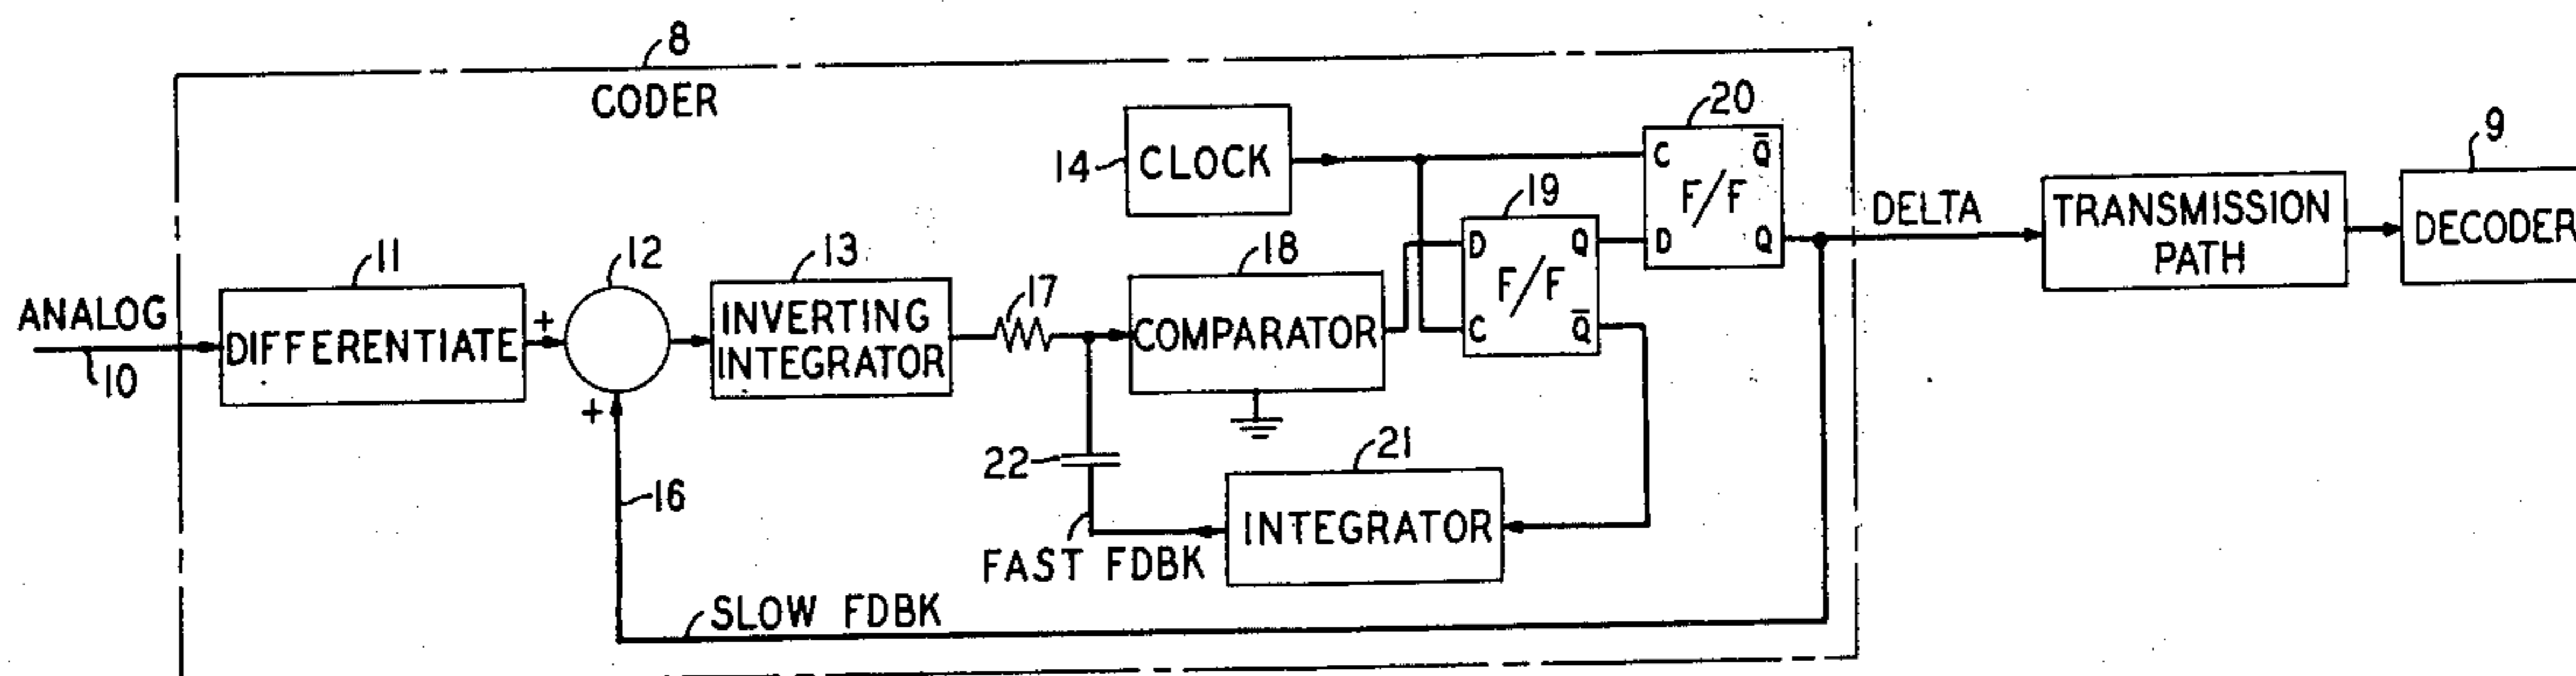 8
CODER
14
CLOCK
20
C
Q̄
F/F
D
Q
19
D
Q
F/F
C
Q̄
DELTA
TRANSMISSION
PATH
9
DECODER
ANALOG
10
11
DIFFERENTIATE
+
12
+
13
INVERTING
INTEGRATOR
17
18
COMPARATOR
22
21
INTEGRATOR
FAST FDBK
16
SLOW FDBK